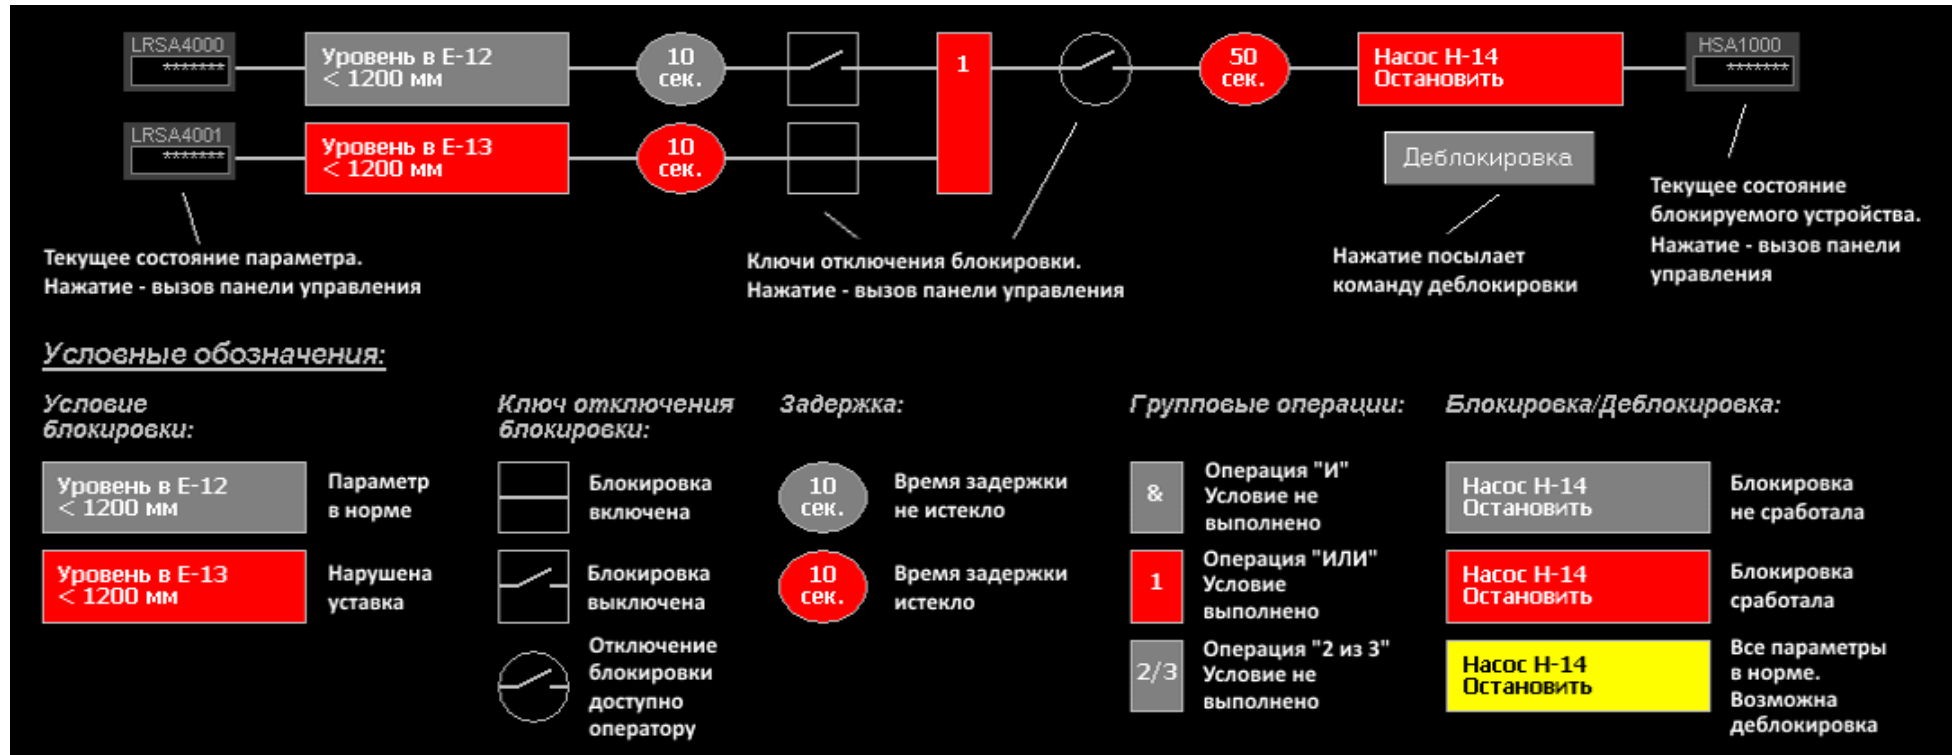 LRSA4000
*******
Уровень в Е-12
< 1200 мм
10
сек.
1
50
сек.
Насос Н-14
Остановить
HSA1000
*******
LRSA4001
*******
Уровень в Е-13
< 1200 мм
10
сек.
Деблокировка
Текущее состояние параметра.
Нажатие - вызов панели управления
Ключи отключения блокировки.
Нажатие - вызов панели управления
Нажатие посылает
команду деблокировки
Текущее состояние
блокируемого устройства.
Нажатие - вызов панели
управления
Условные обозначения:
Условие
блокировки:
Уровень в Е-12
< 1200 мм
Параметр
в норме
Уровень в Е-13
< 1200 мм
Нарушена
уставка
Ключ отключения
блокировки:
Блокировка
включена
Блокировка
выключена
Отключение
блокировки
доступно
оператору
Задержка:
10
сек.
Время задержки
не истекло
10
сек.
Время задержки
истекло
Групповые операции:
&
Операция "И"
Условие не
выполнено
1
Операция "ИЛИ"
Условие
выполнено
2/3
Операция "2 из 3"
Условие не
выполнено
Блокировка/Деблокировка:
Насос Н-14
Остановить
Блокировка
не сработала
Насос Н-14
Остановить
Блокировка
сработала
Насос Н-14
Остановить
Все параметры
в норме.
Возможна
деблокировка